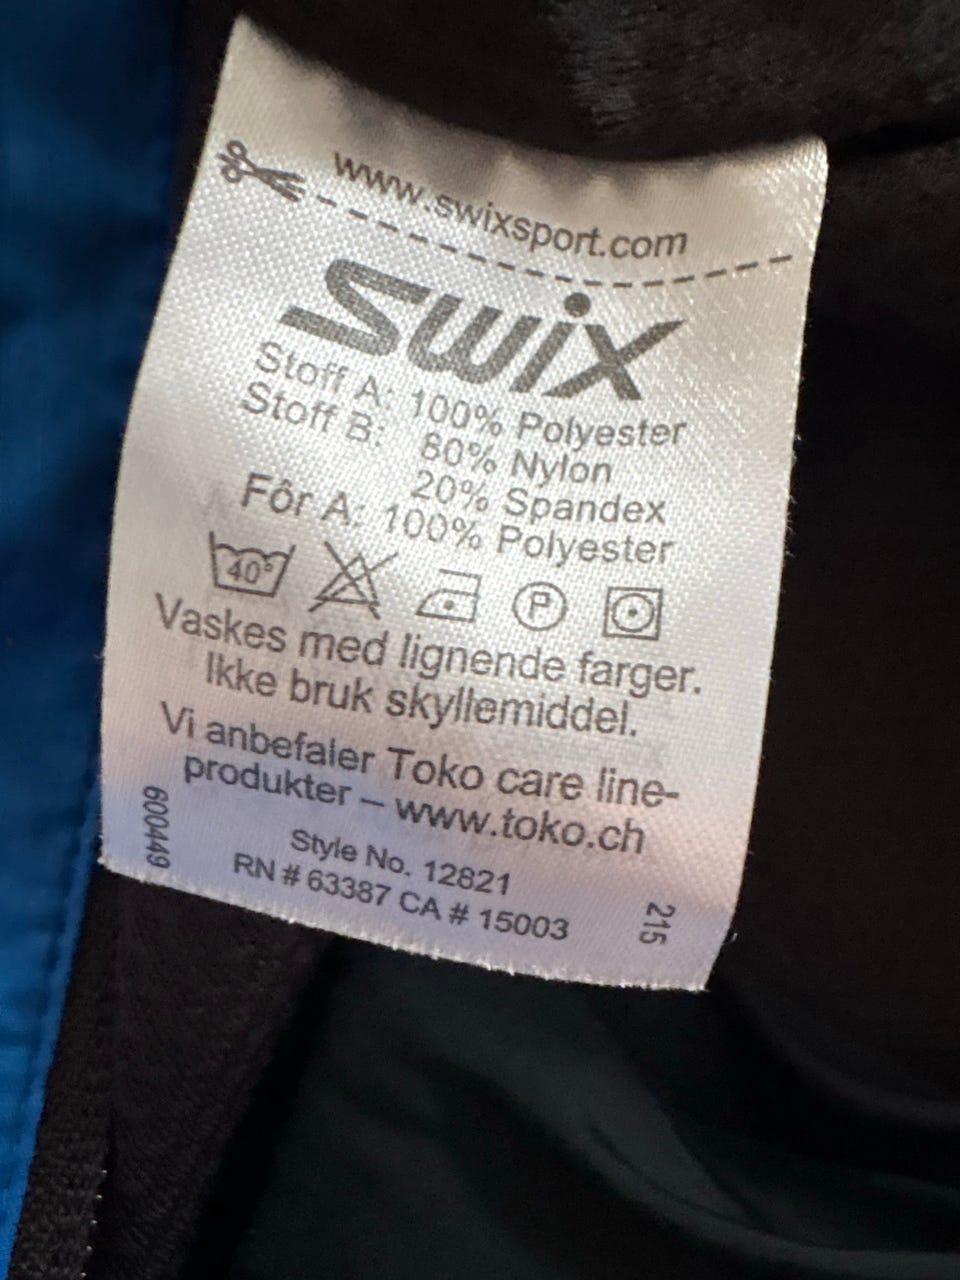 www.swixsport.com
swix
Stoff A: 100% Polyester
Stoff B: 80% Nylon
20% Spandex
Fôr A: 100% Polyester
40° P
Vaskes med lignende farger.
Ikke bruk skyllemiddel.
Vi anbefaler Toko care line-
produkter – www.toko.ch
Style No. 12821
RN # 63387 CA # 15003
600449
215